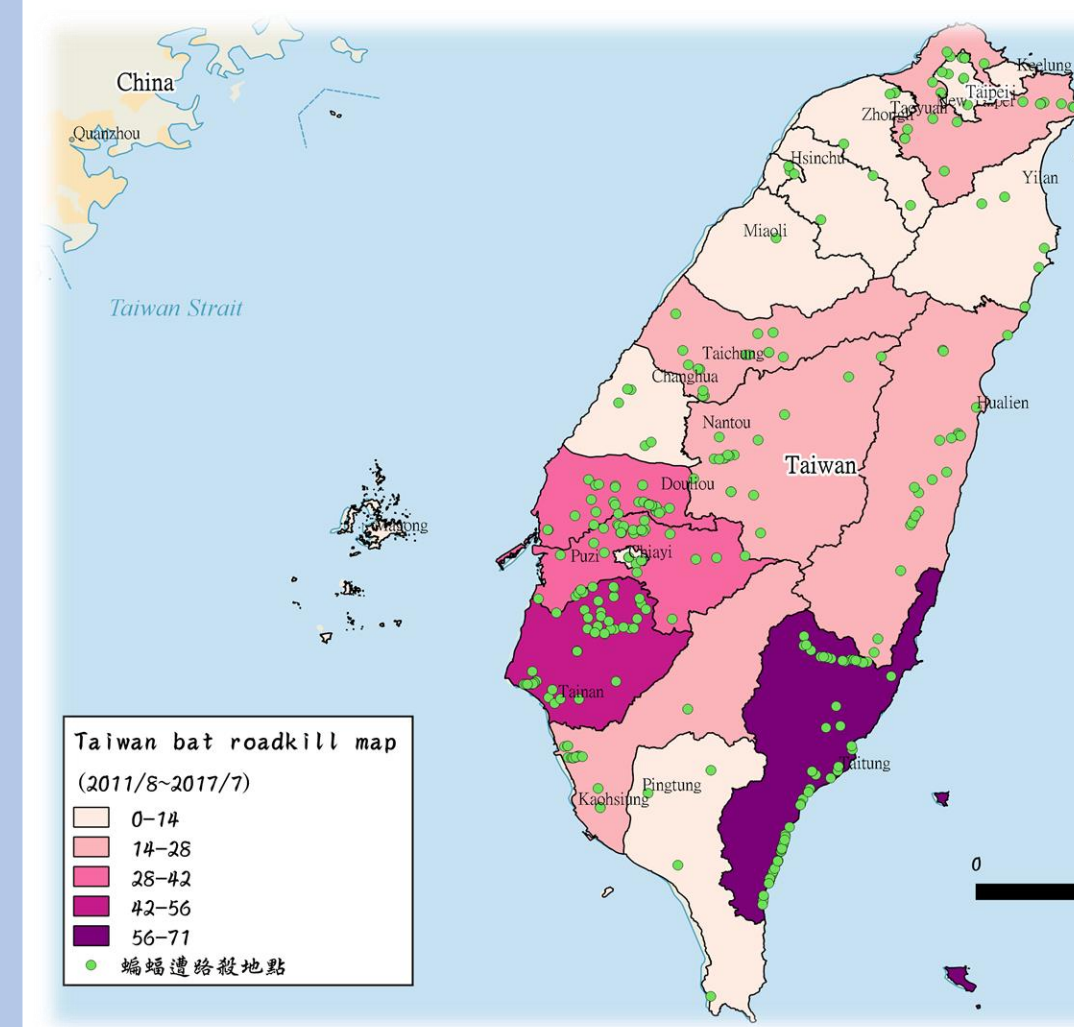 China
Quanzhou
Taiwan Strait
Keelung
Taipei
New Taipei
Taoyuan
Zhongli
Hsinchu
Yilan
Miaoli
Taichung
Changhua
Hualien
Nantou
Taiwan
Douliou
Magong
Puzi
Chiayi
Tainan
Taitung
Pingtung
Kaohsiung
Taiwan bat roadkill map
(2011/8~2017/7)
0-14
14-28
28-42
42-56
56-71
蝙蝠遭路殺地點
0